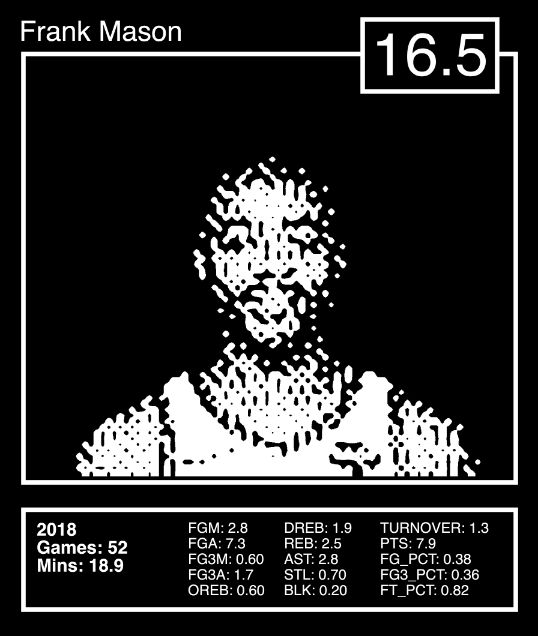 Frank Mason
16.5
2018
Games: 52
Mins: 18.9
FGM: 2.8
FGA: 7.3
FG3M: 0.60
FG3A: 1.7
OREB: 0.60
DREB: 1.9
REB: 2.5
AST: 2.8
STL: 0.70
BLK: 0.20
TURNOVER: 1.3
PTS: 7.9
FG_PCT: 0.38
FG3_PCT: 0.36
FT_PCT: 0.82